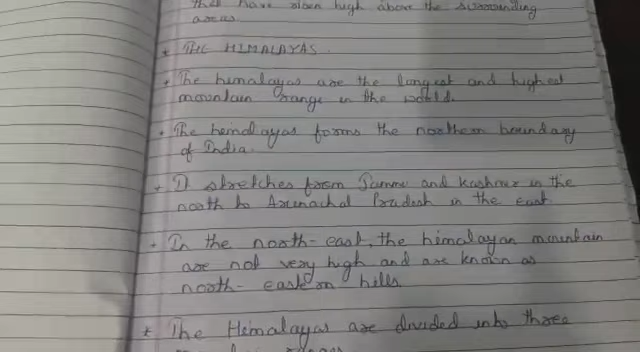 that have risen high above the surrounding
areas.
* THE HIMALAYAS.
* The himalayas are the longest and highest
mountain range in the world.
* The himalayas forms the northern boundary
of India.
* It stretches from Jammu and Kashmir in the
north to Arunachal Pradesh in the east
* In the north-east, the himalayan mountain
are not very high and are known as
north-eastern hills
* The Himalayas are divided into three